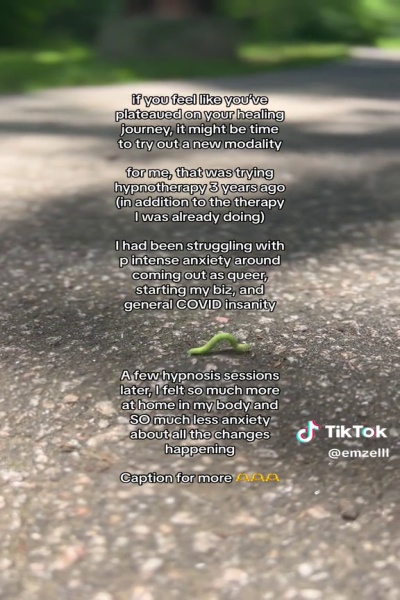 if you feel like you've
plateaued on your healing
journey, it might be time
to try out a new modality
for me, that was trying
hypnotherapy 3 years ago
(in addition to the therapy
I was already doing)
I had been struggling with
p intense anxiety around
coming out as queer,
starting my biz, and
general COVID insanity
A few hypnosis sessions
later, I felt so much more
at home in my body and
SO much less anxiety
about all the changes
happening
Caption for more
TikTok
@emzelll